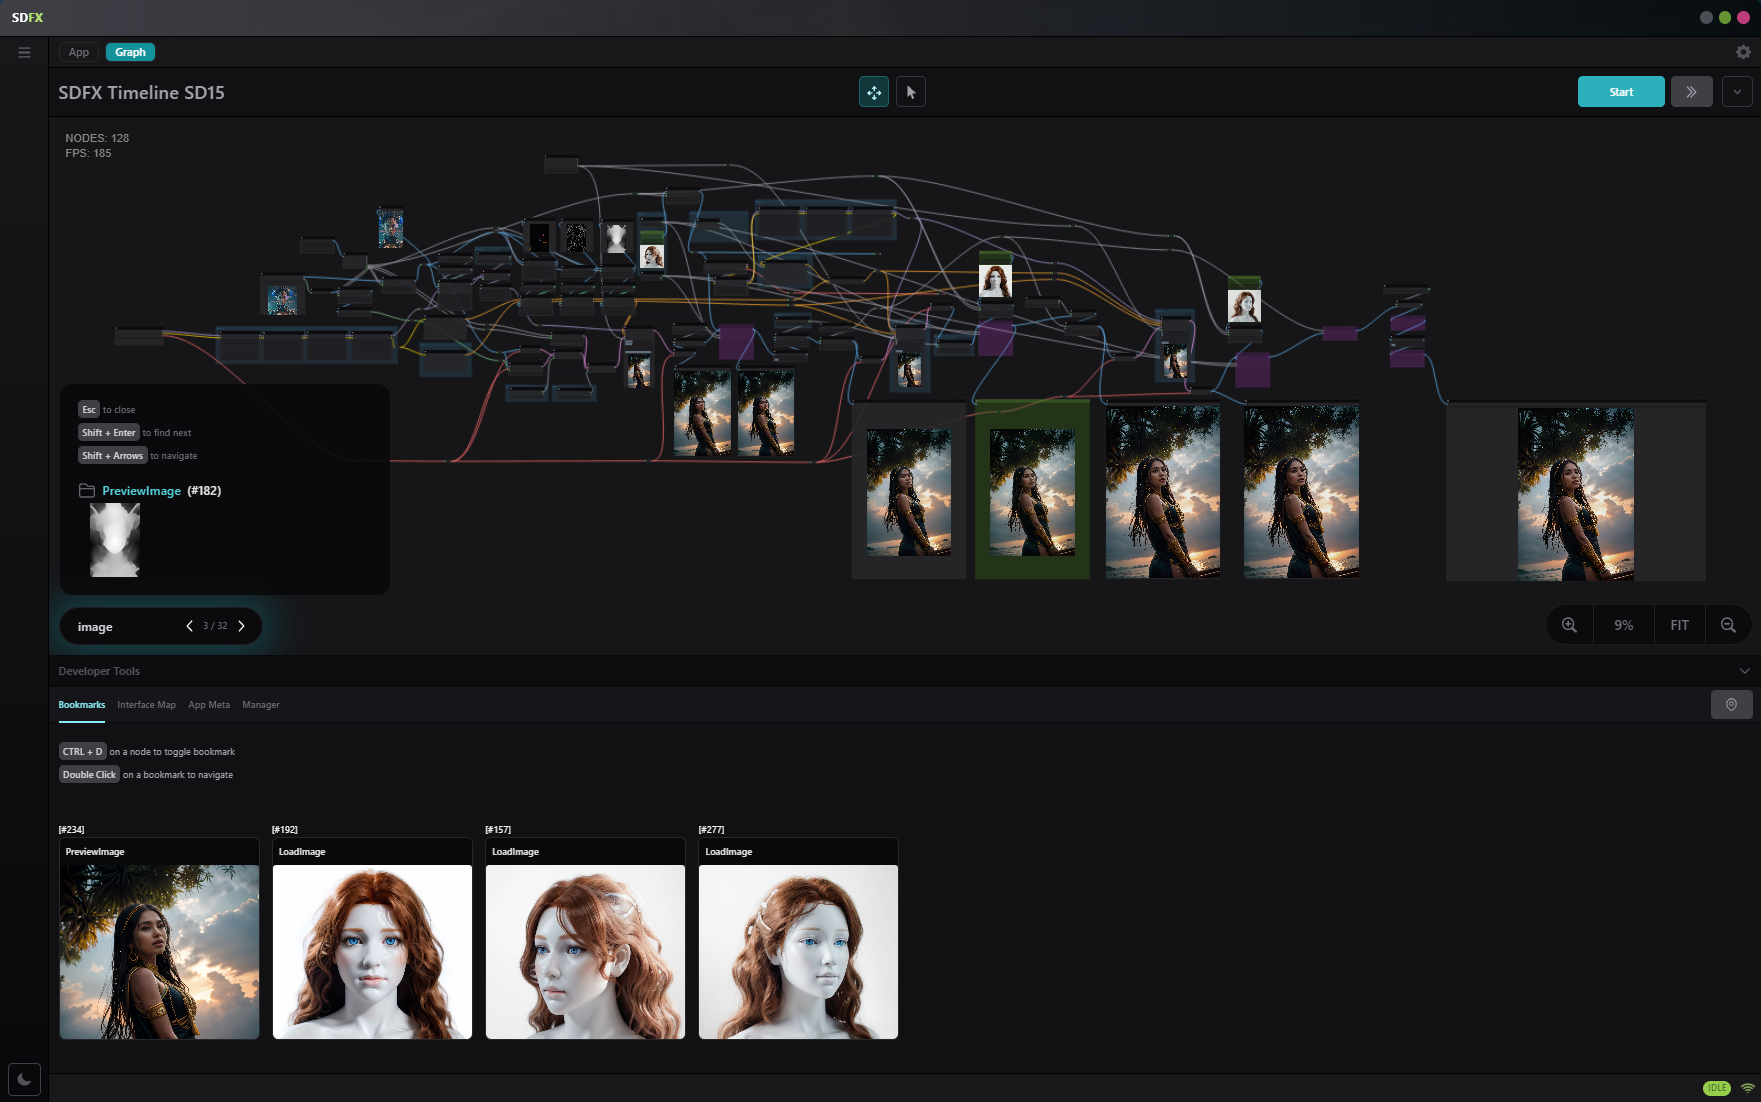 SDFX
App
Graph
SDFX Timeline SD15
Start
NODES: 128
FPS: 185
Esc to close
Shift + Enter to find next
Shift + Arrows to navigate
PreviewImage (#182)
image
3 / 32
9%
FIT
Developer Tools
Bookmarks
Interface Map
App Meta
Manager
CTRL + D on a node to toggle bookmark
Double Click on a bookmark to navigate
[#234]
[#192]
[#157]
[#277]
PreviewImage
LoadImage
LoadImage
LoadImage
IDLE